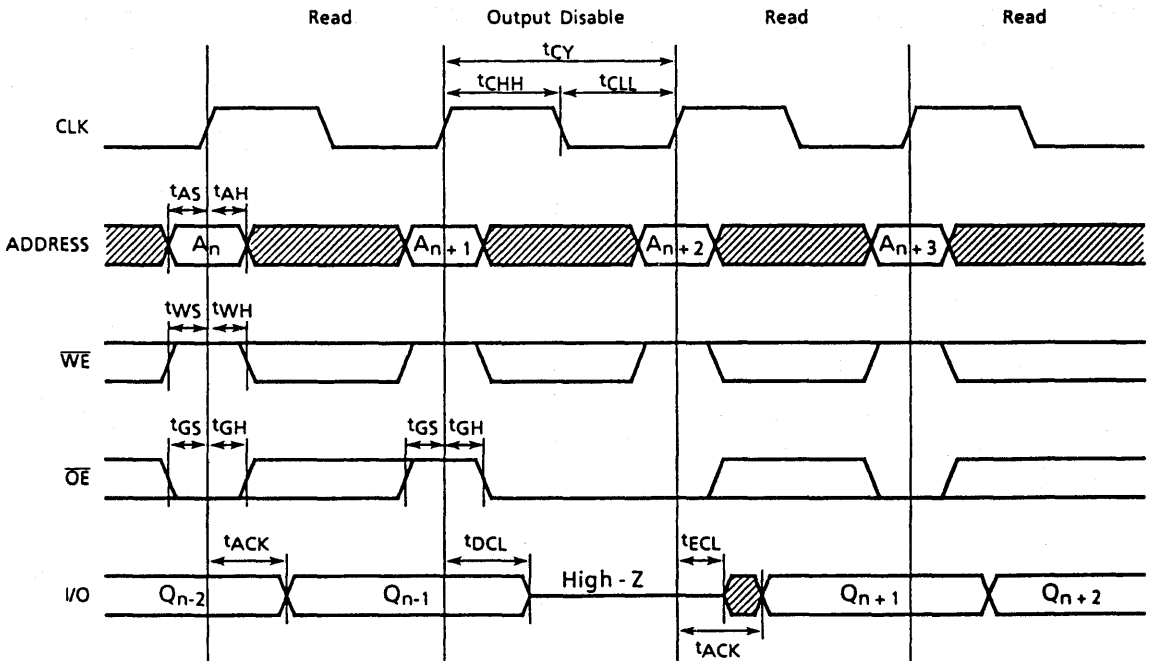 Read Output Disable Read Read
tCY
tCHH tCLL
CLK
tAS tAH
ADDRESS An An + 1 An + 2 An + 3
tWS tWH
WE
tGS tGH tGS tGH
OE
tACK tDCL tECL
I/O Qn-2 Qn-1 High - Z Qn + 1 Qn + 2
tACK